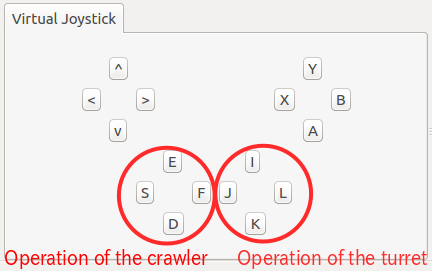 Virtual Joystick
^ Y
< > X B
v A
E I
S F J L
D K
Operation of the crawler Operation of the turret